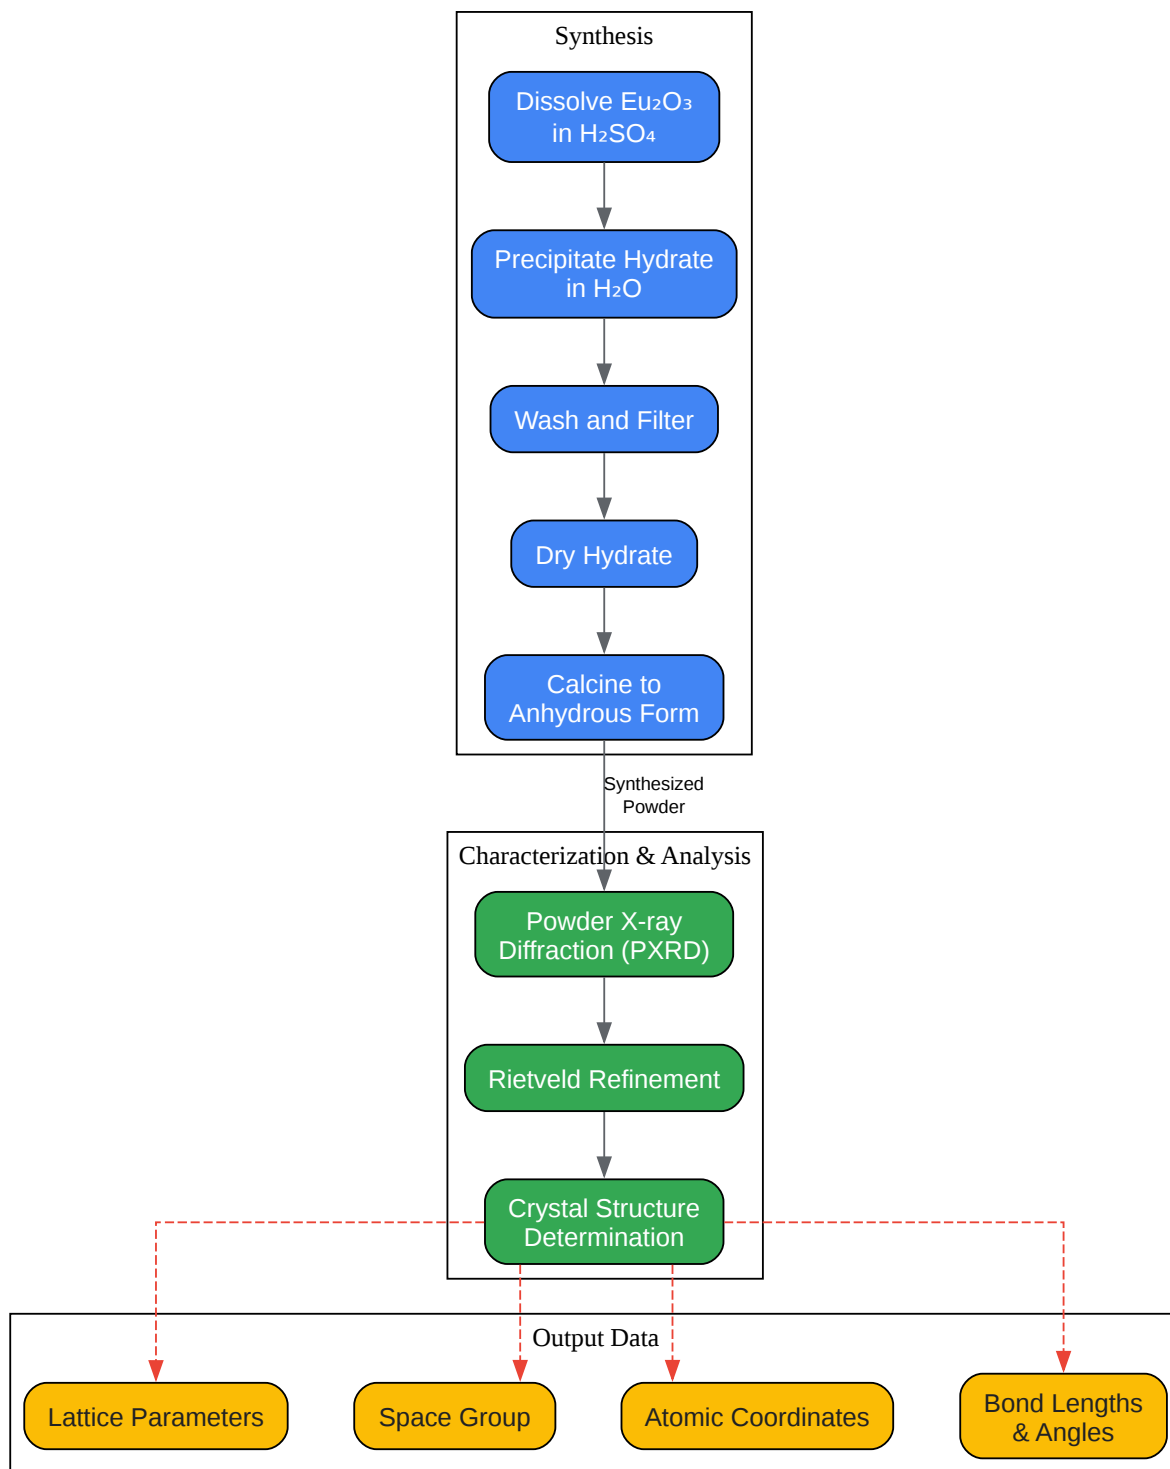 Synthesis
Dissolve Eu₂O₃
in H₂SO₄
Precipitate Hydrate
in H₂O
Wash and Filter
Dry Hydrate
Calcine to
Anhydrous Form
Synthesized
Powder
Characterization & Analysis
Powder X-ray
Diffraction (PXRD)
Rietveld Refinement
Crystal Structure
Determination
Output Data
Lattice Parameters
Space Group
Atomic Coordinates
Bond Lengths
& Angles